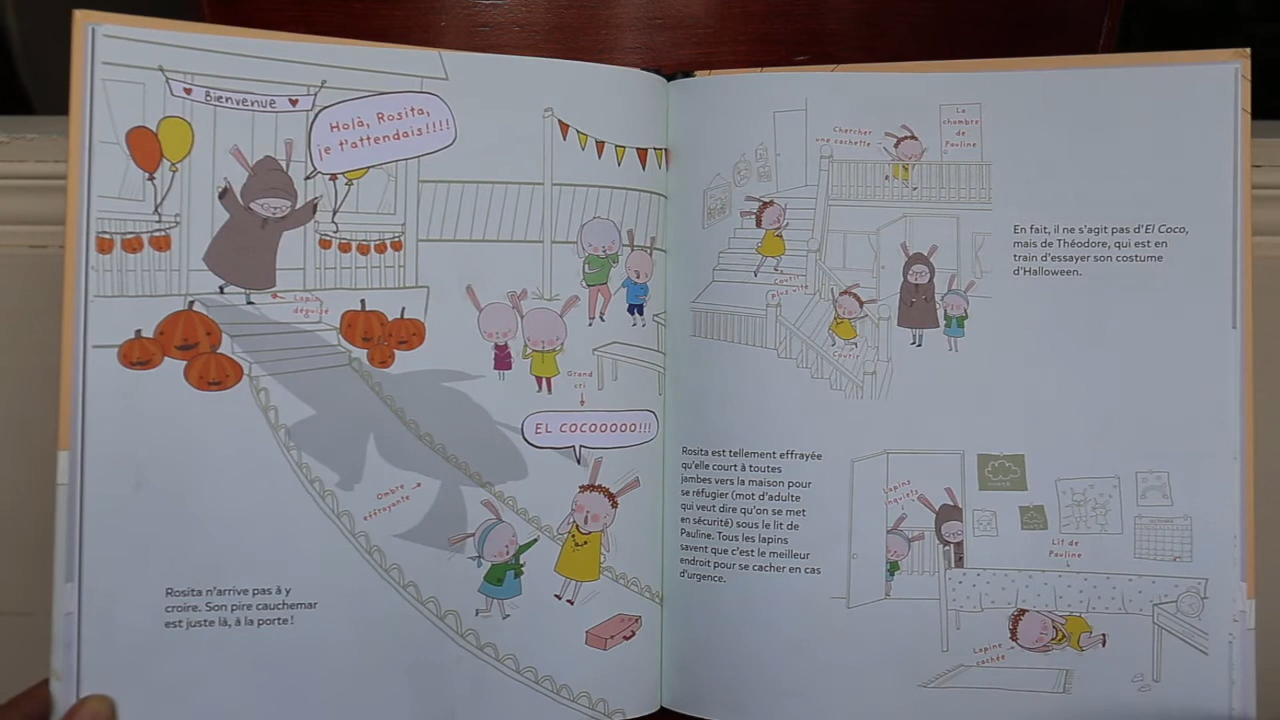 Bienvenue
Holà, Rosita,
je t'attendais!!!!
Lapin
déguisé
Grand
cri
EL COCOOOOO!!!
Ombre
effrayante
Rosita n'arrive pas à y
croire. Son pire cauchemar
est juste là, à la porte!
Chercher
une cachette
La
chambre
de
Pauline
Courir
plus vite
Courir
En fait, il ne s'agit pas d'El Coco,
mais de Théodore, qui est en
train d'essayer son costume
d'Halloween.
Rosita est tellement effrayée
qu'elle court à toutes
jambes vers la maison pour
se réfugier (mot d'adulte
qui veut dire qu'on se met
en sécurité) sous le lit de
Pauline. Tous les lapins
savent que c'est le meilleur
endroit pour se cacher en cas
d'urgence.
Lapins
inquiets
OCTOBRE
Lit de
Pauline
Lapine
cachée